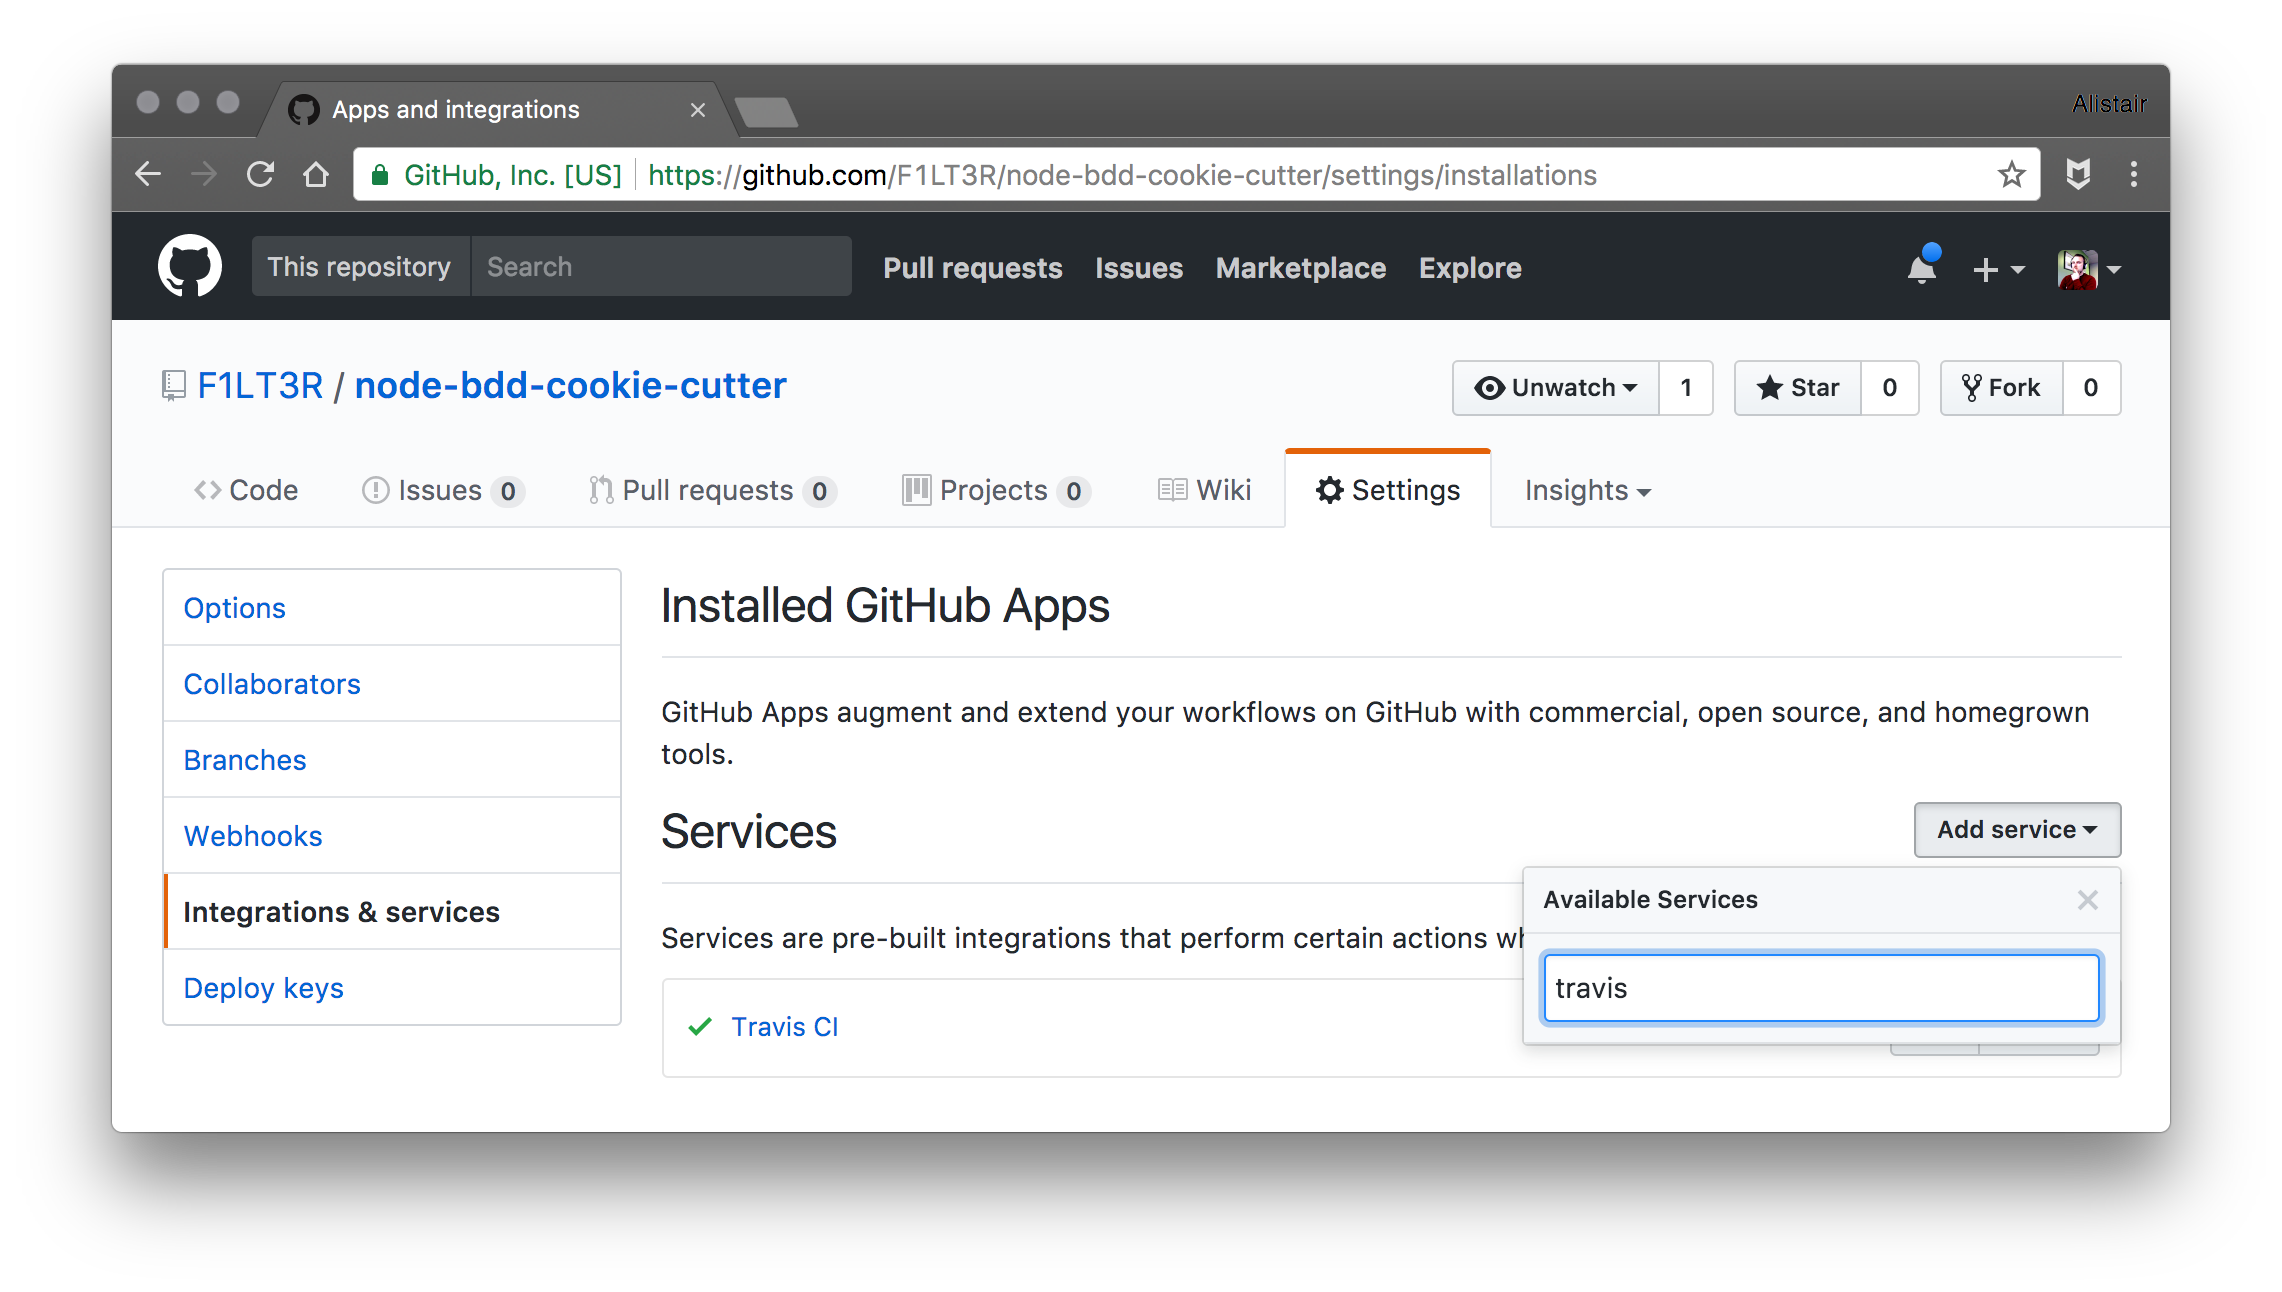 Apps and integrations
Alistair
GitHub, Inc. [US] https://github.com/F1LT3R/node-bdd-cookie-cutter/settings/installations
This repository Search Pull requests Issues Marketplace Explore
F1LT3R / node-bdd-cookie-cutter
Unwatch 1 Star 0 Fork 0
Code Issues 0 Pull requests 0 Projects 0 Wiki Settings Insights
Options
Collaborators
Branches
Webhooks
Integrations & services
Deploy keys
Installed GitHub Apps
GitHub Apps augment and extend your workflows on GitHub with commercial, open source, and homegrown
tools.
Services
Add service
Available Services
travis
Services are pre-built integrations that perform certain actions
Travis CI